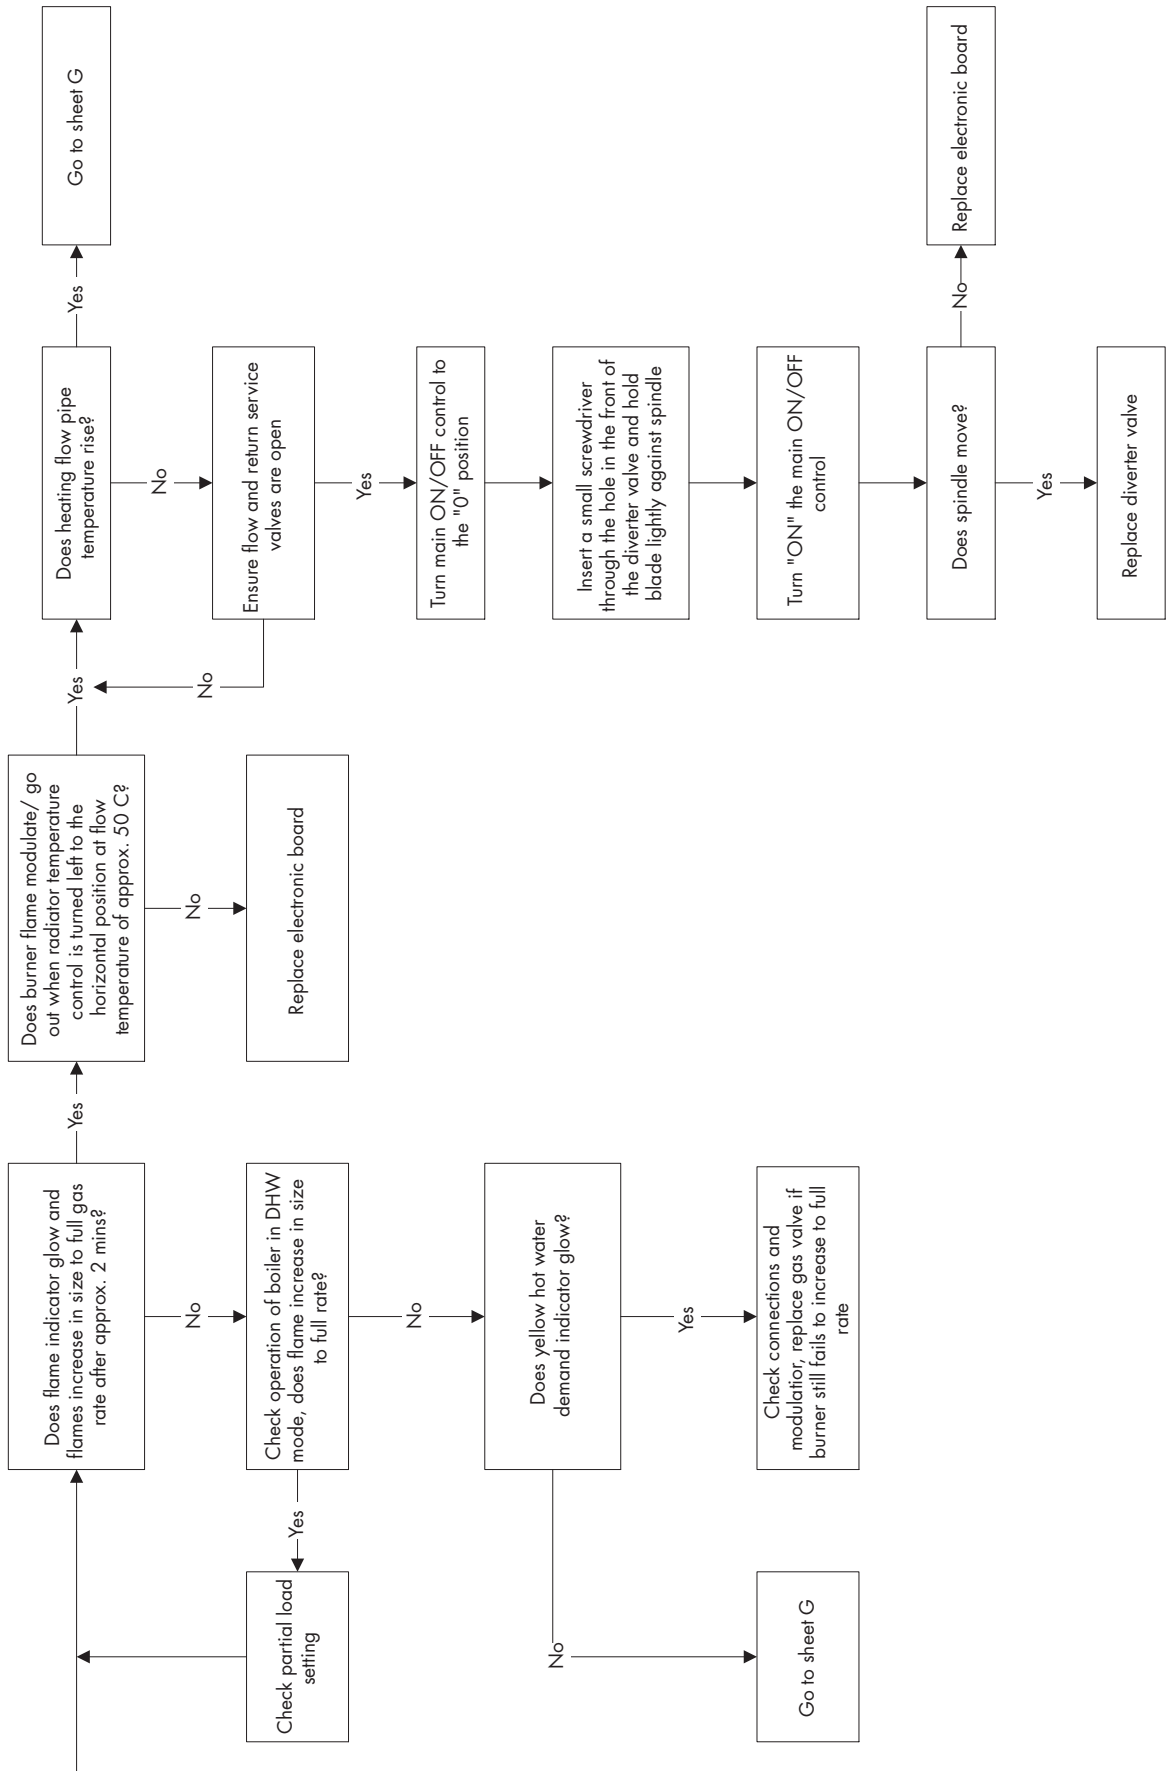 Does flame indicator glow and
flames increase in size to full gas
rate after approx. 2 mins?
Yes
Does burner flame modulate/ go
out when radiator temperature
control is turned left to the
horizontal position at flow
temperature of approx. 50 C?
Yes
Does heating flow pipe
temperature rise?
Yes
Go to sheet G
No
Check operation of boiler in DHW
mode, does flame increase in size
to full rate?
Yes
Check partial load
setting
No
Replace electronic board
No
Ensure flow and return service
valves are open
No
Yes
Turn main ON/OFF control to
the "0" position
No
Does yellow hot water
demand indicator glow?
Insert a small screwdriver
through the hole in the front of
the diverter valve and hold
blade lightly against spindle
No
Go to sheet G
Yes
Check connections and
modulatior, replace gas valve if
burner still fails to increase to full
rate
Turn "ON" the main ON/OFF
control
Does spindle move?
No
Replace electronic board
Yes
Replace diverter valve